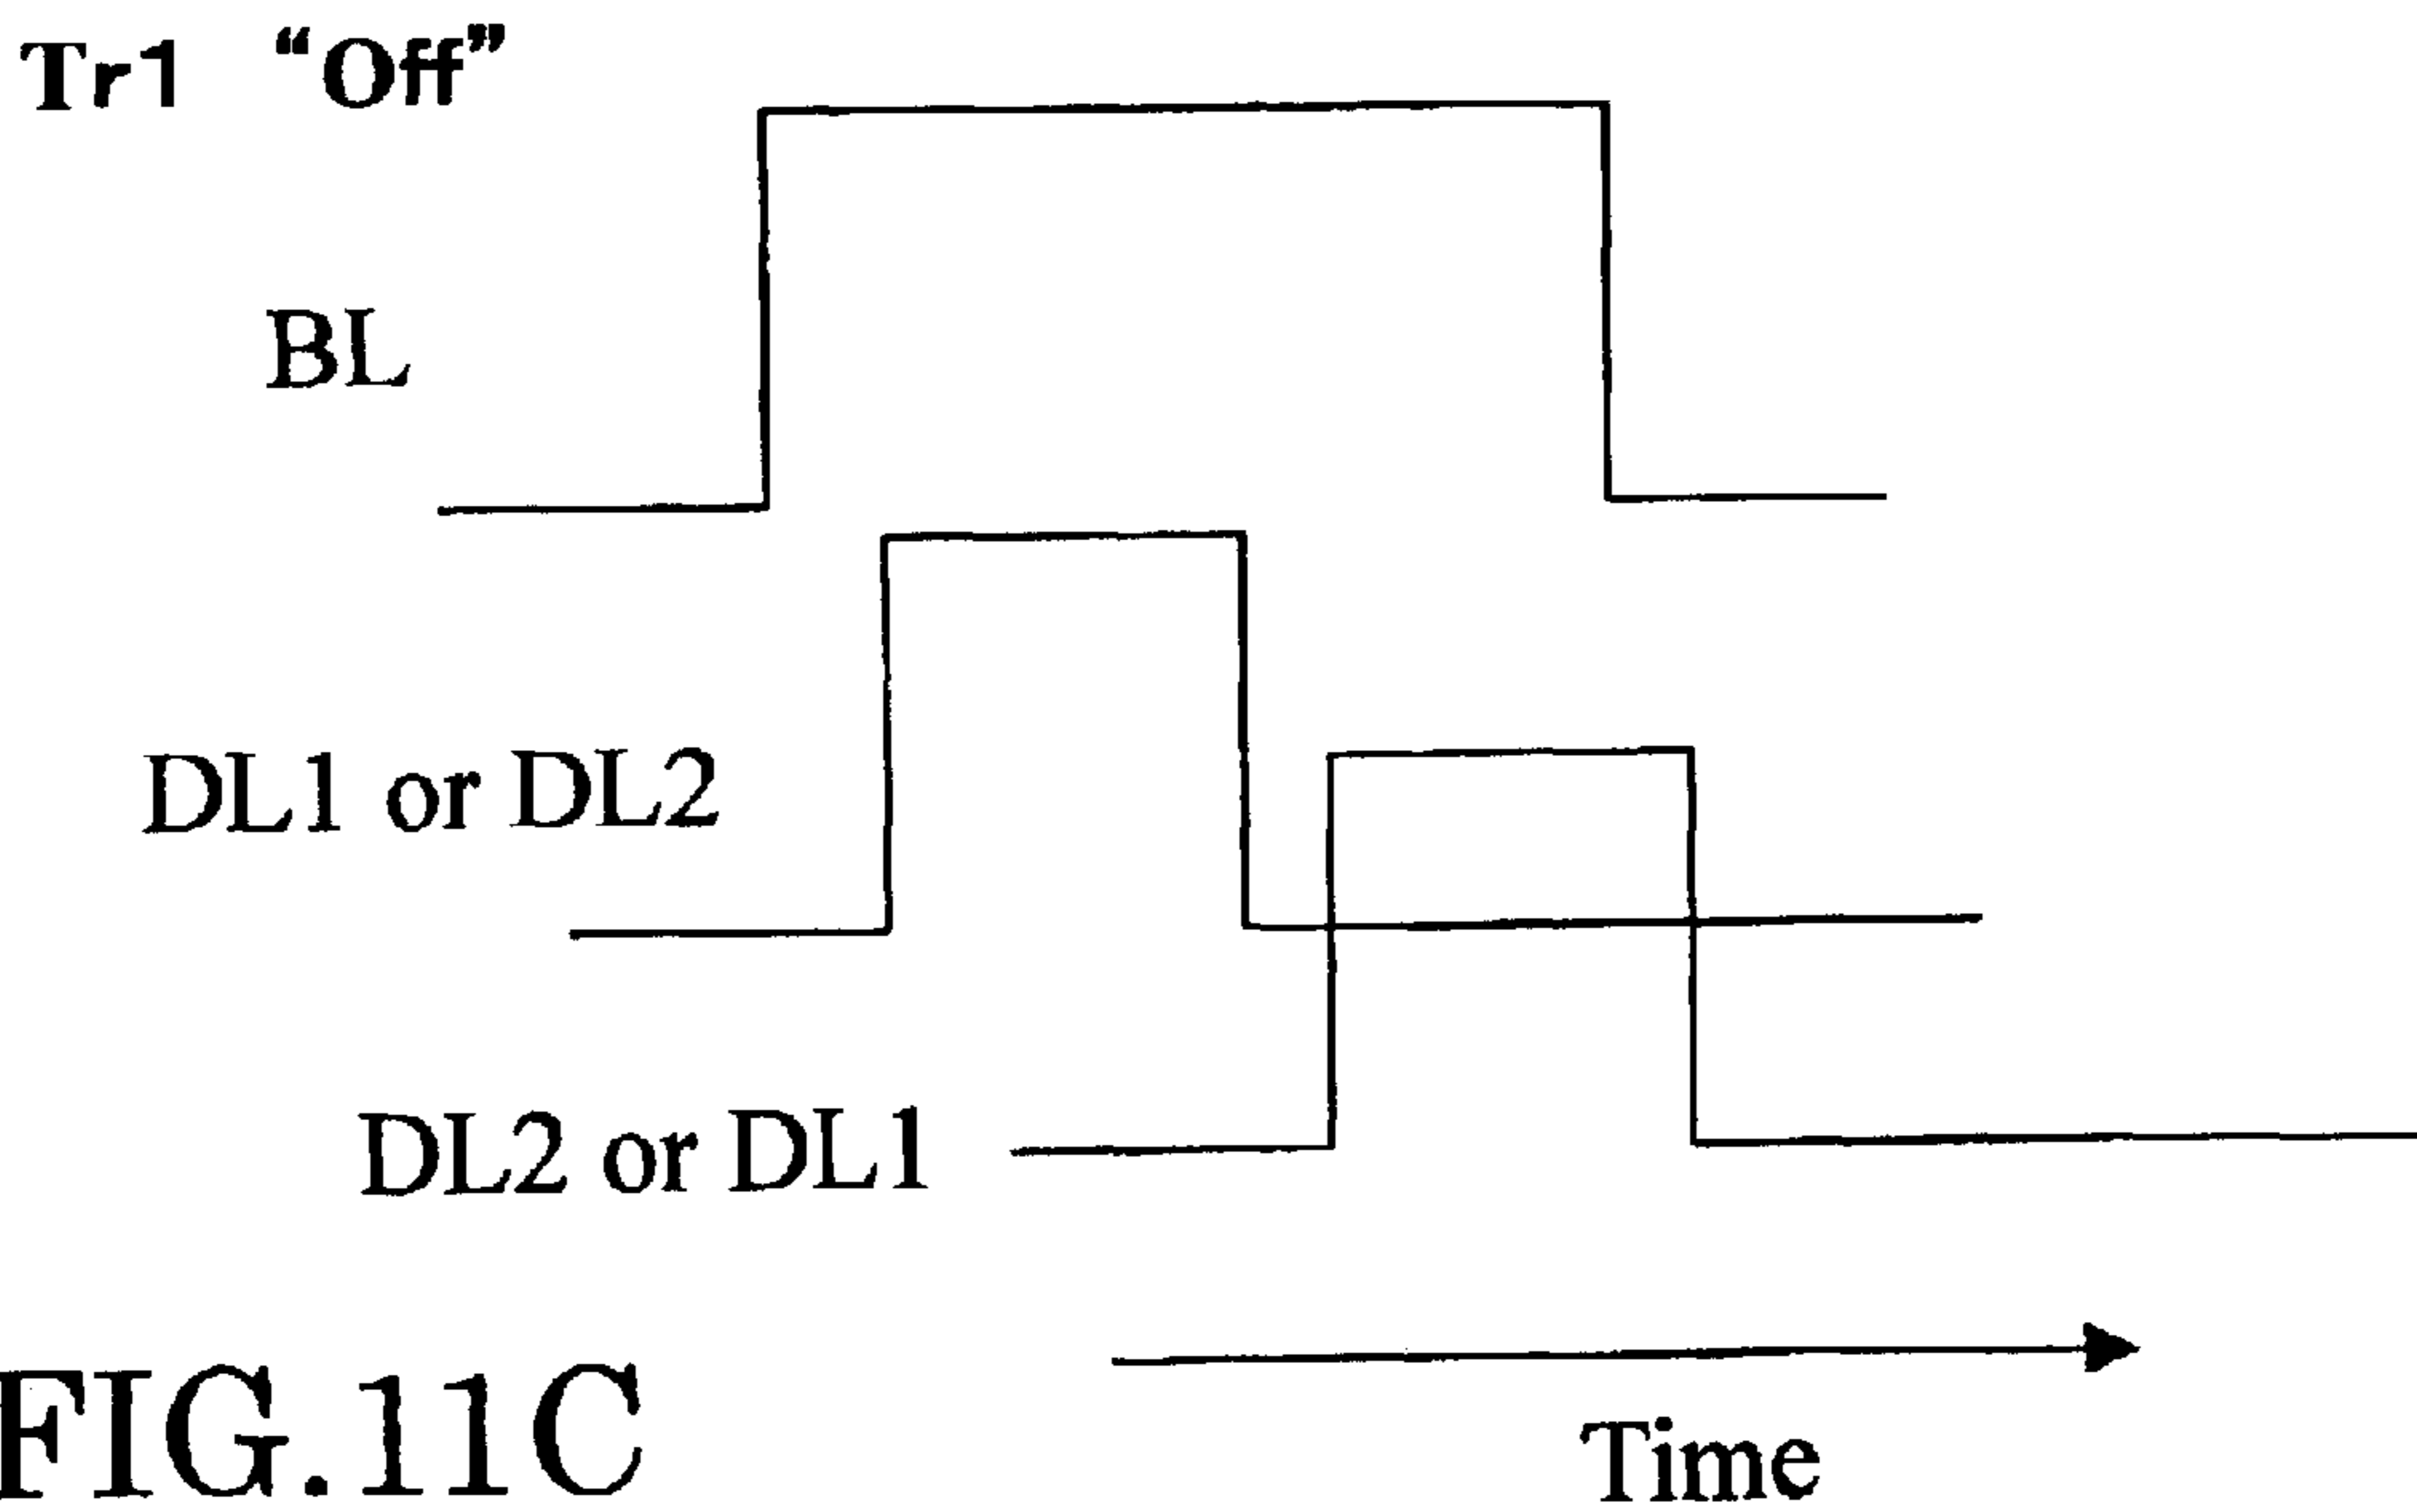 Tr1 “Off”
BL
DL1 or DL2
DL2 or DL1
Time
FIG.11C